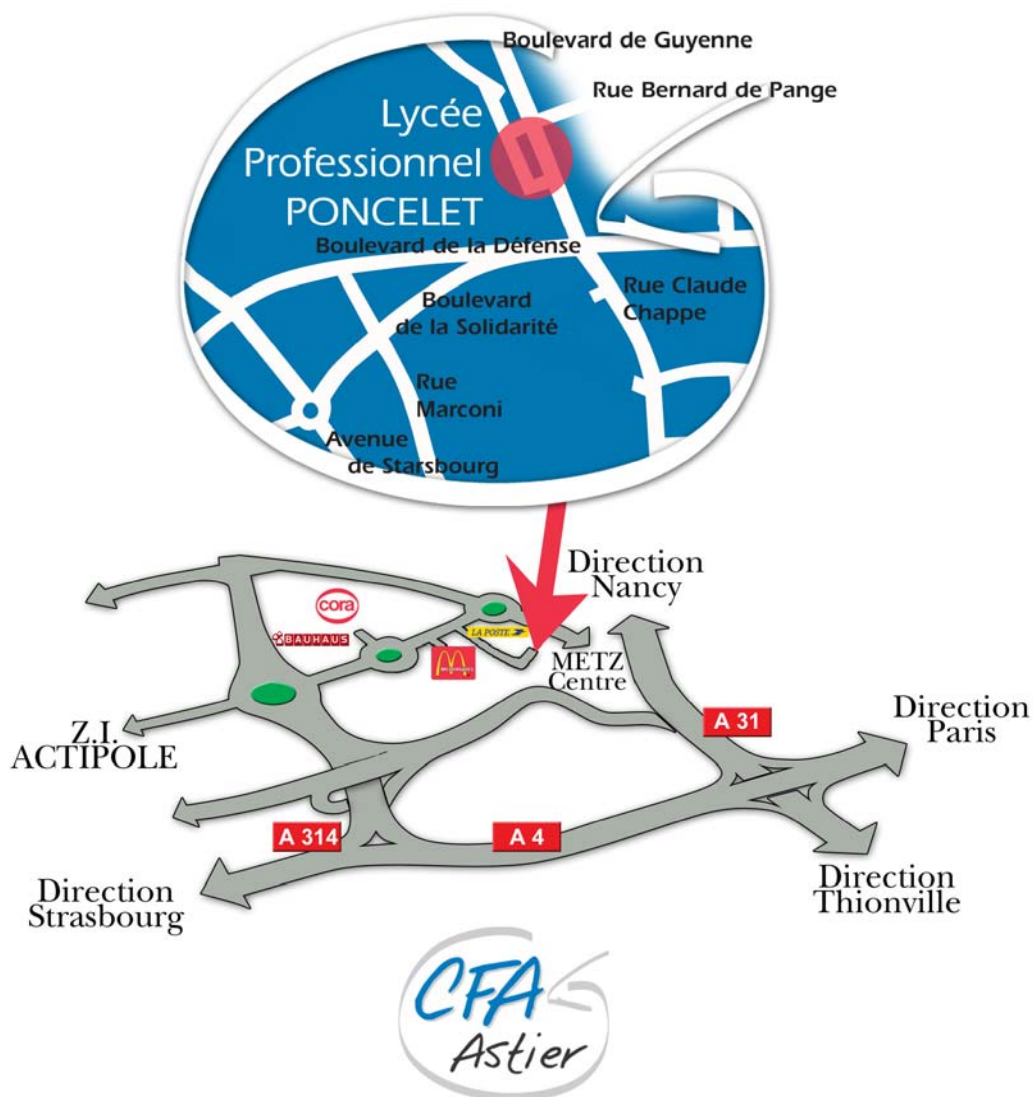 Boulevard de Guyenne
Rue Bernard de Pange
Lycée
Professionnel
PONCELET
Boulevard de la Défense
Rue Claude
Chappe
Boulevard
de la Solidarité
Rue
Marconi
Avenue
de Starsbourg
Direction
Nancy
cora
BAUHAUS
LA POSTE
METZ
Centre
A 31
Direction
Paris
Z.I.
ACTIPOLE
A 314
A 4
Direction
Strasbourg
Direction
Thionville
CFA
Astier